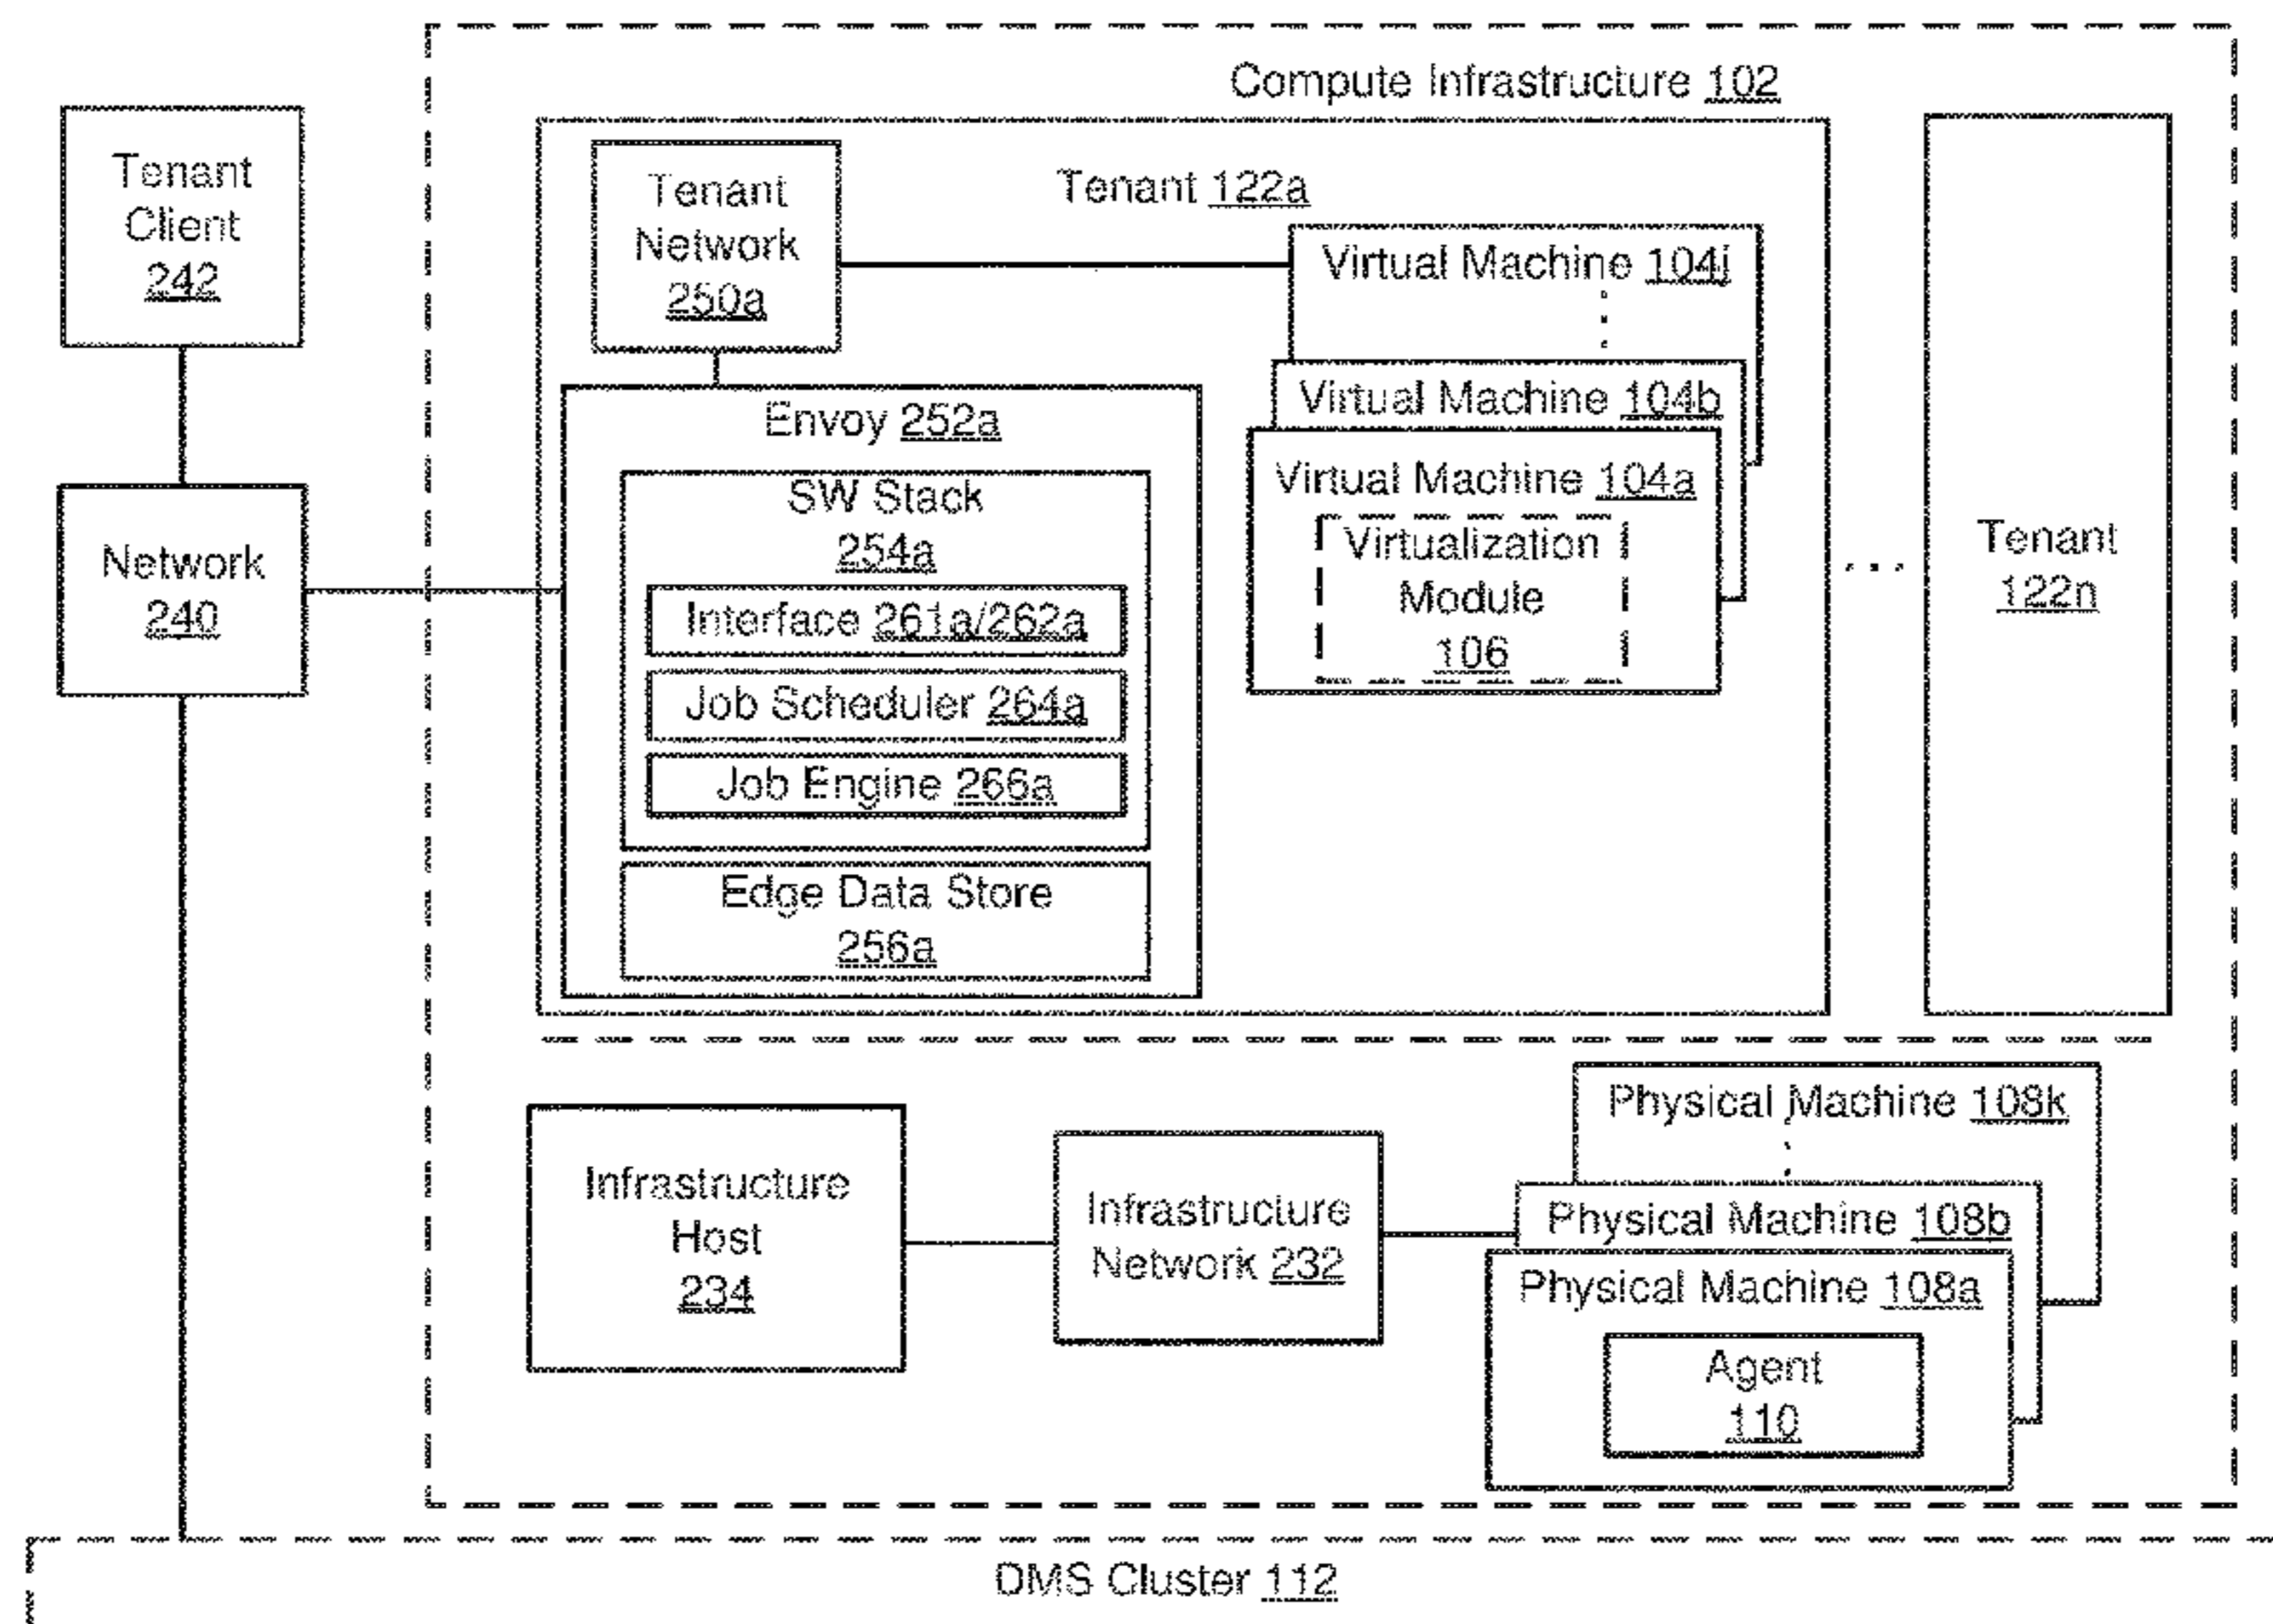 Compute Infrastructure 102
Tenant
Client
242
Network
240
Tenant 122a
Tenant
Network
250a
Envoy 252a
SW Stack
254a
Interface 261a/262a
Job Scheduler 264a
Job Engine 266a
Edge Data Store
256a
Virtual Machine 104j
Virtual Machine 104b
Virtual Machine 104a
Virtualization
Module
106
...
Tenant
122n
Infrastructure
Host
234
Infrastructure
Network 232
Physical Machine 108k
Physical Machine 108b
Physical Machine 108a
Agent
110
DMS Cluster 112